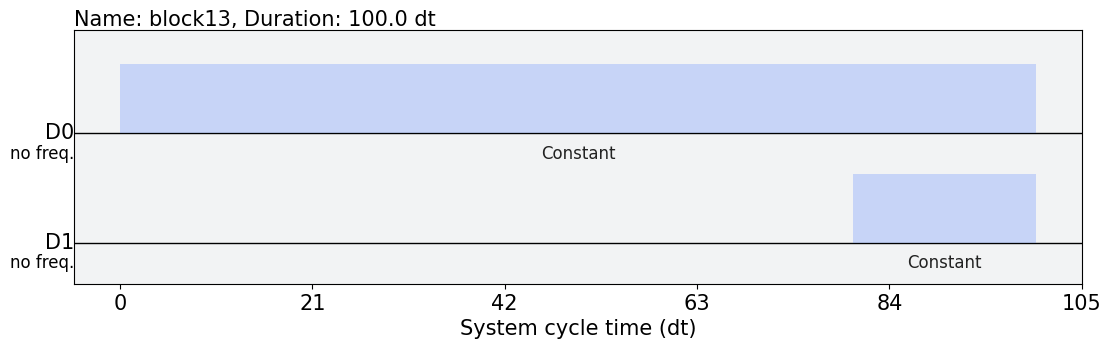 Name: block13, Duration: 100.0 dt
D0
no freq.
Constant
D1
no freq.
Constant
0 21 42 63 84 105
System cycle time (dt)